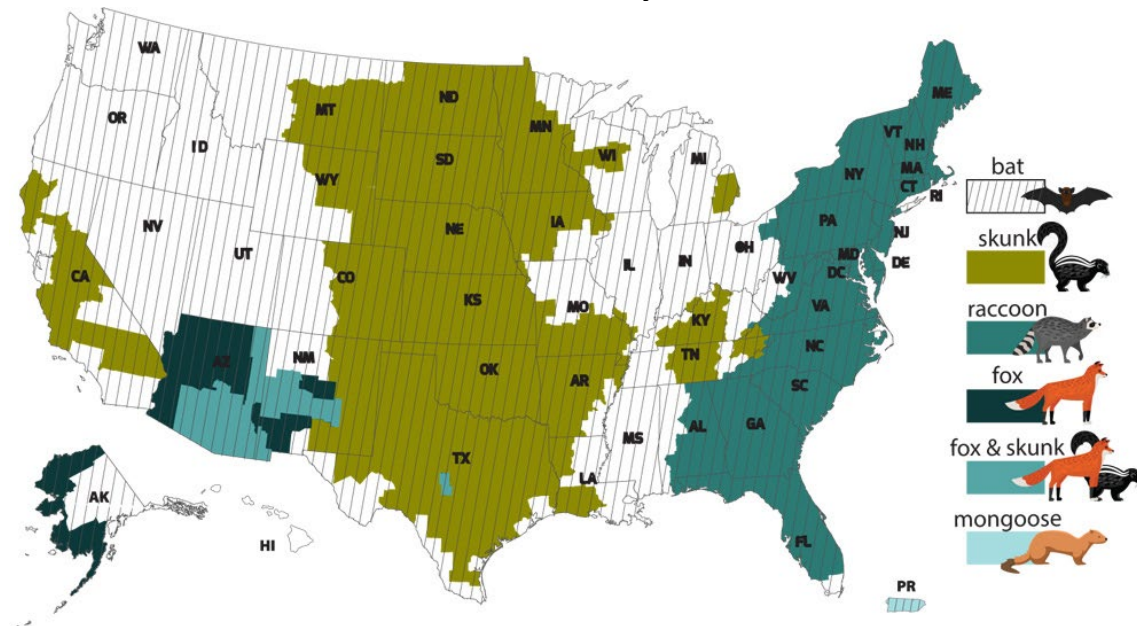 WA
ME
MT
ND
OR
MN
VT
NH
ID
WI
MI
SD
MA
NY
bat
WY
CT
RI
IA
PA
NV
NE
NJ
skunk
UT
OH
MD
IL
IN
DE
CA
CO
WV
DC
KS
MO
VA
raccoon
KY
NC
NM
TN
AZ
OK
AR
SC
fox
AL
GA
MS
TX
fox & skunk
LA
AK
mongoose
HI
FL
PR